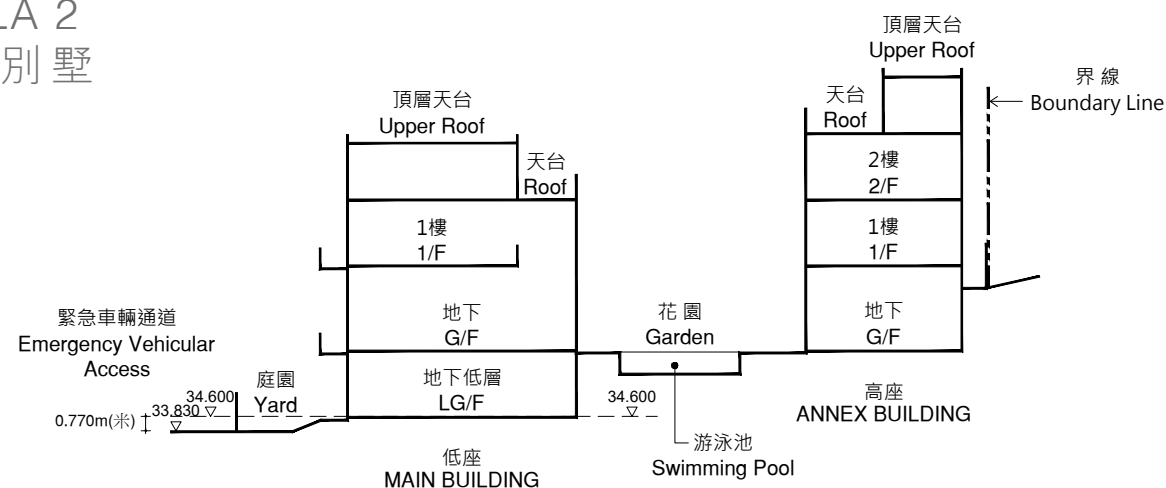 LA 2
別墅
頂層天台
Upper Roof
界線
Boundary Line
天台
Roof
頂層天台
Upper Roof
天台
Roof
2樓
2/F
1樓
1/F
1樓
1/F
緊急車輛通道
Emergency Vehicular
Access
地下
G/F
花園
Garden
地下
G/F
庭園
Yard
地下低層
LG/F
34.600
33.830
0.770m(米)
34.600
高座
ANNEX BUILDING
游泳池
Swimming Pool
低座
MAIN BUILDING